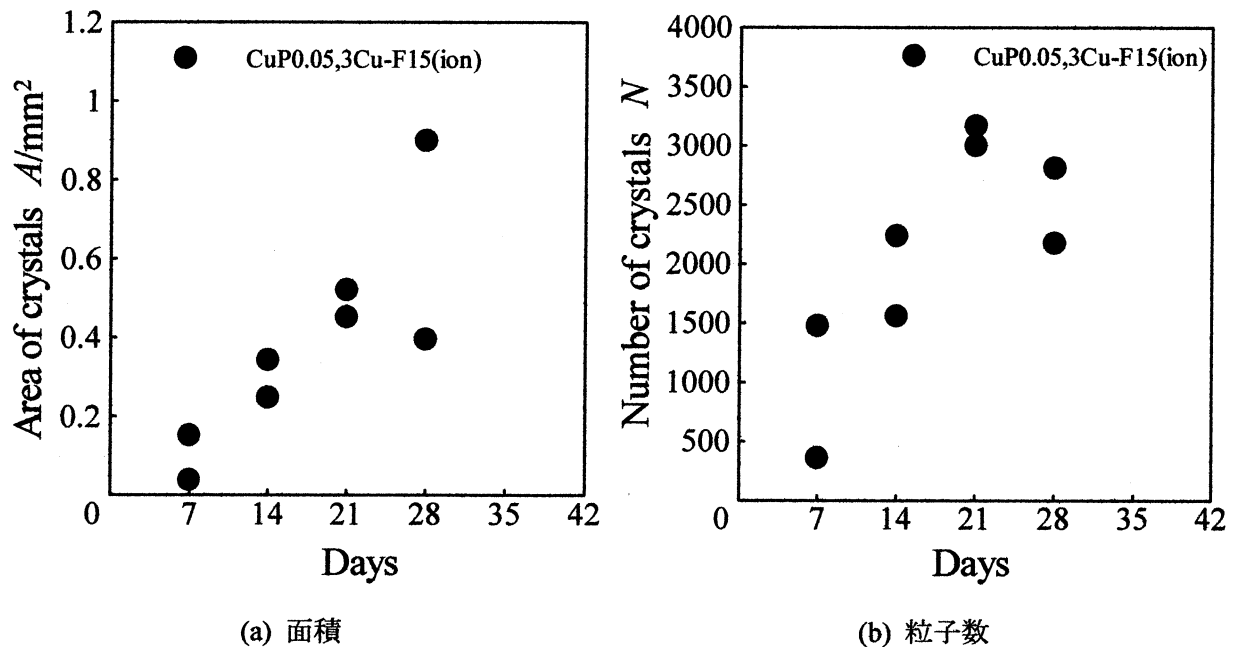 1.2
1
0.8
0.6
0.4
0.2
0
7 14 21 28 35 42
Days
Area of crystals A/mm²
CuP0.05,3Cu-F15(ion)
(a) 面積
4000
3500
3000
2500
2000
1500
1000
500
0
7 14 21 28 35 42
Days
Number of crystals N
CuP0.05,3Cu-F15(ion)
(b) 粒子数